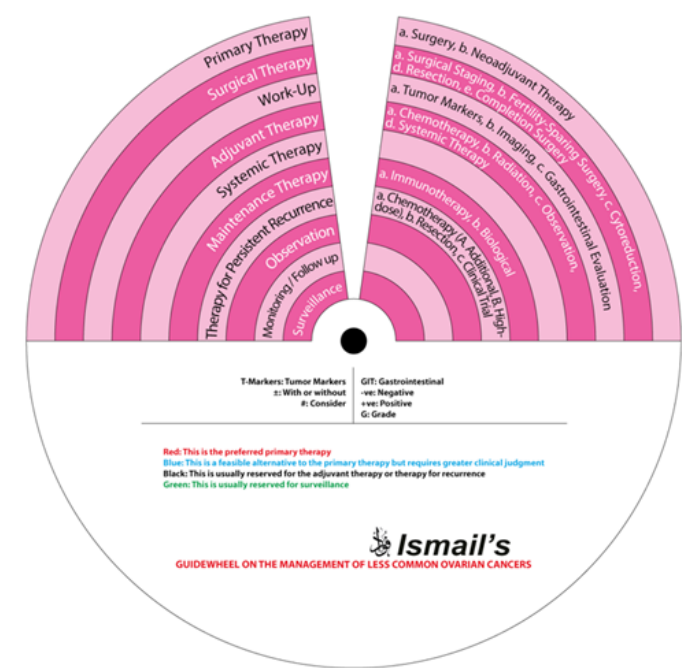 Primary Therapy
Surgical Therapy
Work-Up
Adjuvant Therapy
Systemic Therapy
Maintenance Therapy
Therapy for Persistent Recurrence
Observation
Monitoring / Follow up
Surveillance
a. Surgery, b. Neoadjuvant Therapy
a. Surgical Staging, b. Fertility-Sparing Surgery, c. Cytoreduction,
d. Resection, e. Completion Surgery
a. Tumor Markers, b. Imaging, c. Gastrointestinal Evaluation
a. Chemotherapy, b. Radiation, c. Observation,
d. Systemic Therapy
a. Immunotherapy, b. Biological
a. Chemotherapy (A. Additional, B. High-
dose), b. Resection, c. Clinical Trial
T-Markers: Tumor Markers
±: With or without
#: Consider
GIT: Gastrointestinal
-ve: Negative
+ve: Positive
G: Grade
Red: This is the preferred primary therapy
Blue: This is a feasible alternative to the primary therapy but requires greater clinical judgment
Black: This is usually reserved for the adjuvant therapy or therapy for recurrence
Green: This is usually reserved for surveillance
Ismail's
GUIDEWHEEL ON THE MANAGEMENT OF LESS COMMON OVARIAN CANCERS